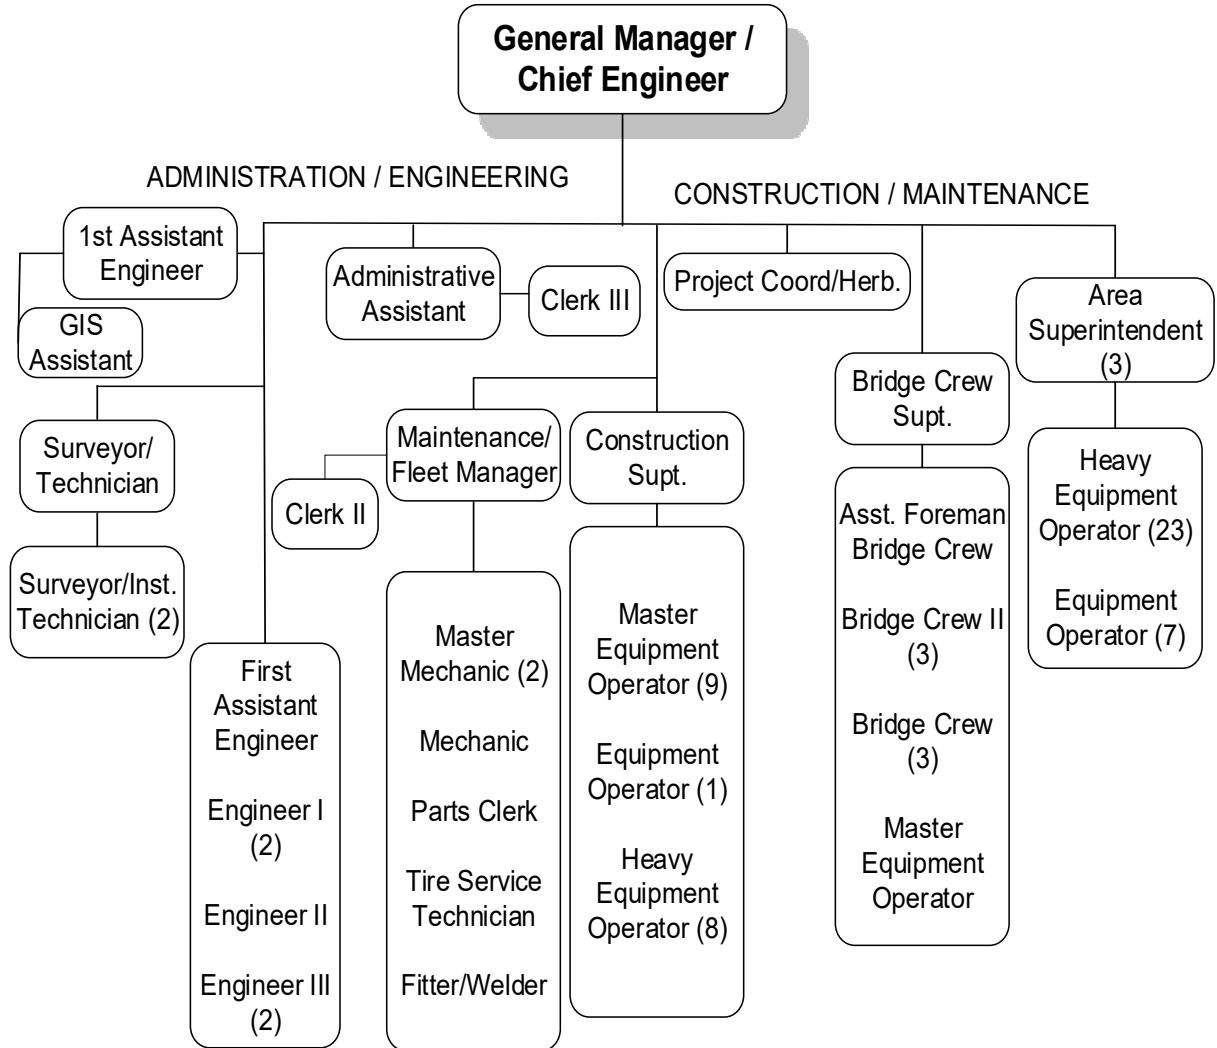 General Manager /
Chief Engineer
ADMINISTRATION / ENGINEERING
CONSTRUCTION / MAINTENANCE
1st Assistant
Engineer
GIS
Assistant
Administrative
Assistant
Clerk III
Project Coord/Herb.
Area
Superintendent
(3)
Surveyor/
Technician
Surveyor/Inst.
Technician (2)
First
Assistant
Engineer
Engineer I
(2)
Engineer II
Engineer III
(2)
Maintenance/
Fleet Manager
Clerk II
Master
Mechanic (2)
Mechanic
Parts Clerk
Tire Service
Technician
Fitter/Welder
Construction
Supt.
Master
Equipment
Operator (9)
Equipment
Operator (1)
Heavy
Equipment
Operator (8)
Bridge Crew
Supt.
Asst. Foreman
Bridge Crew
Bridge Crew II
(3)
Bridge Crew
(3)
Master
Equipment
Operator
Heavy
Equipment
Operator (23)
Equipment
Operator (7)